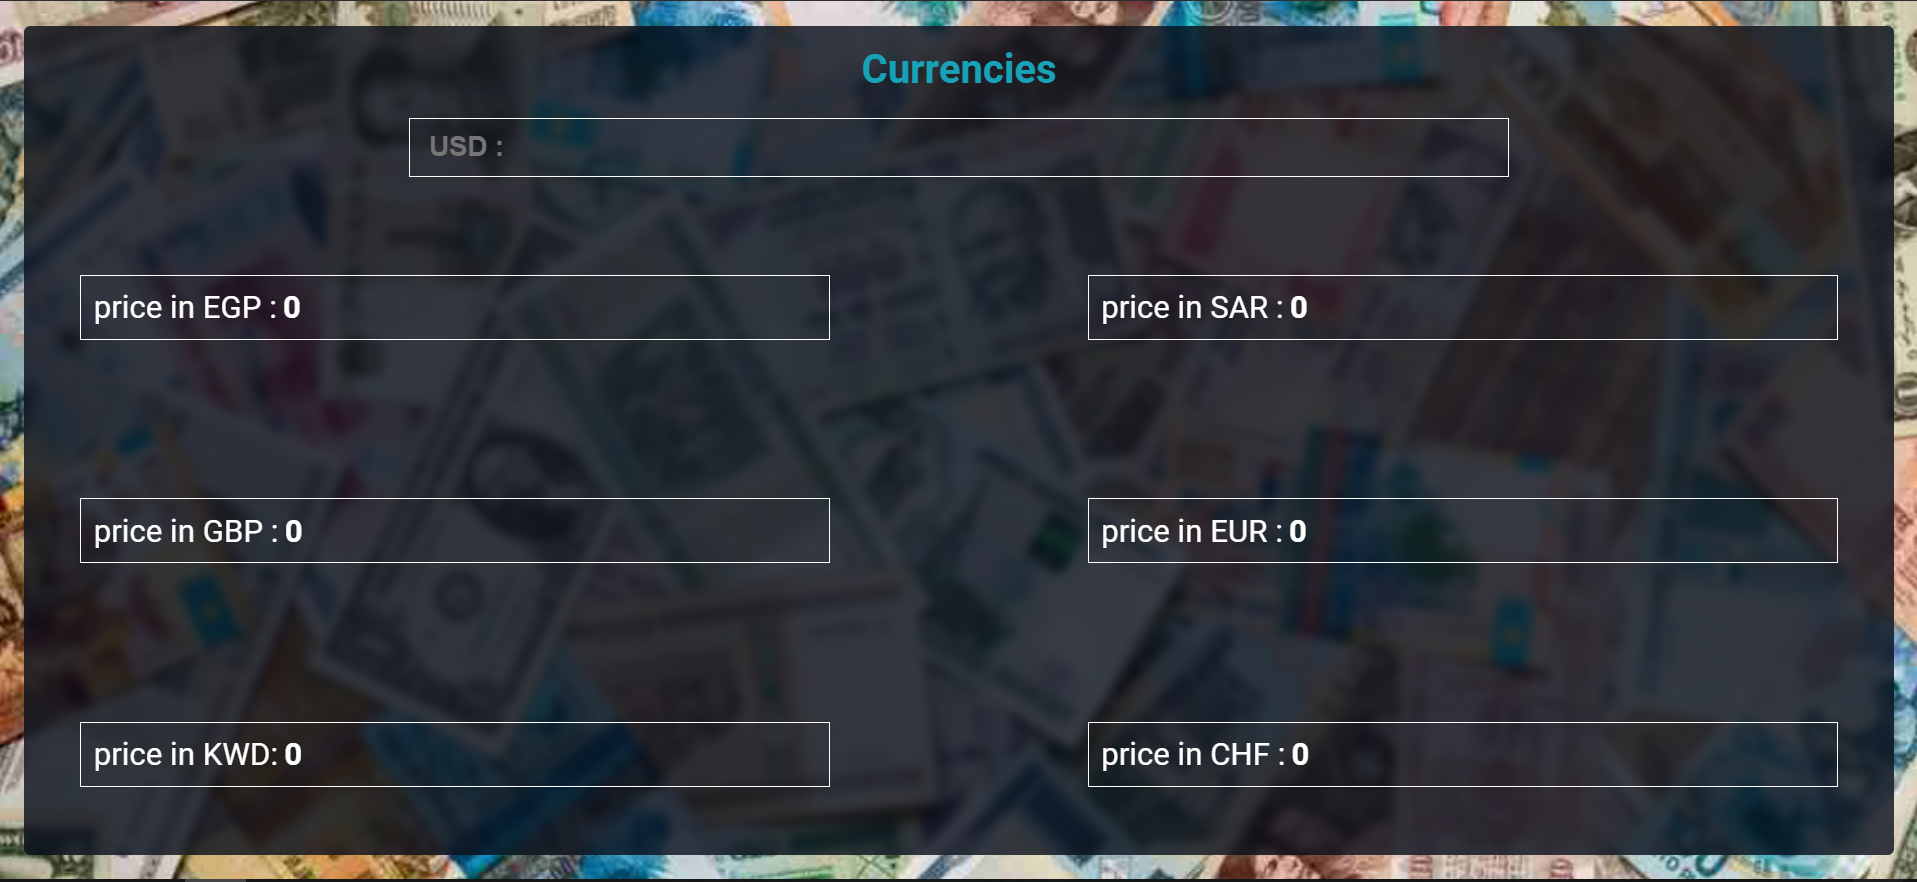 Currencies
USD :
price in EGP : 0
price in SAR : 0
price in GBP : 0
price in EUR : 0
price in KWD: 0
price in CHF : 0